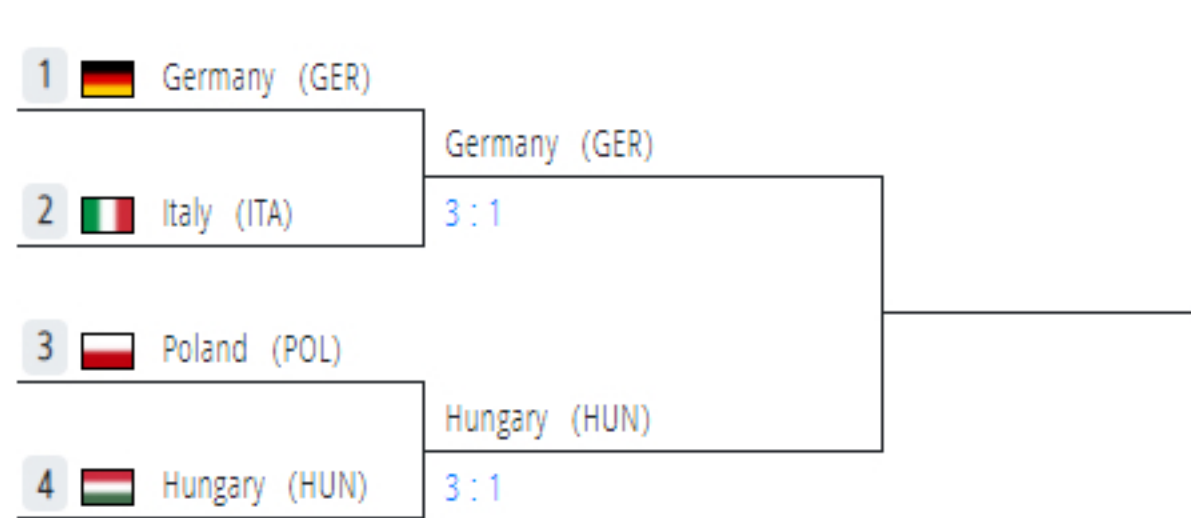 1 Germany (GER)
Germany (GER)
2 Italy (ITA)
3 : 1
3 Poland (POL)
Hungary (HUN)
4 Hungary (HUN)
3 : 1